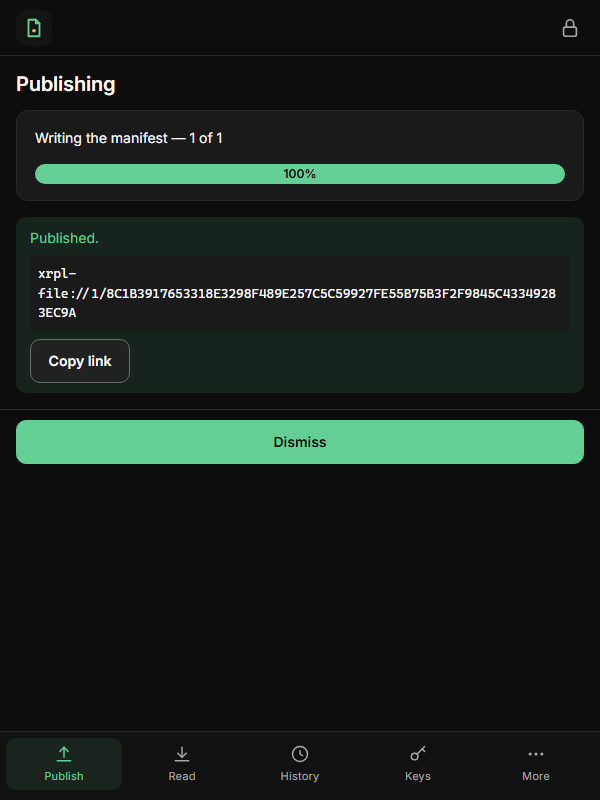 Publishing
Writing the manifest — 1 of 1
100%
Published.
xrpl-
file://1/8C1B3917653318E3298F489E257C5C59927FE55B75B3F2F9845C4334928
3EC9A
Copy link
Dismiss
Publish
Read
History
Keys
More